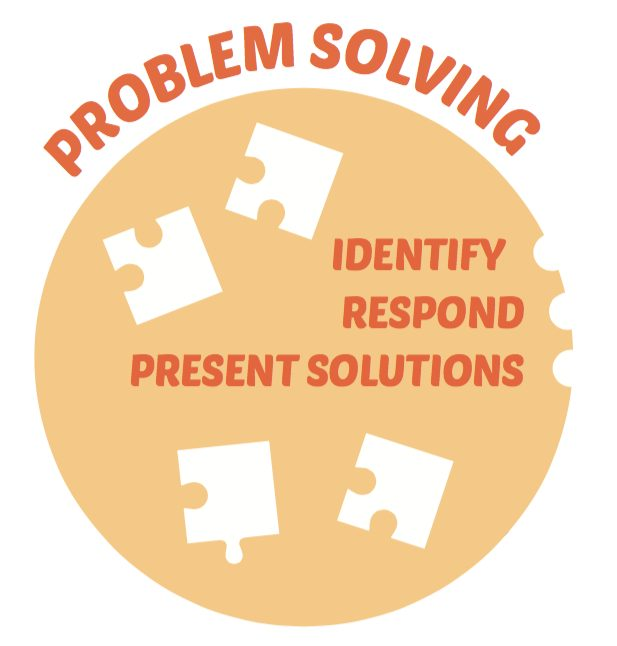 PROBLEM SOLVING
IDENTIFY
RESPOND
PRESENT SOLUTIONS